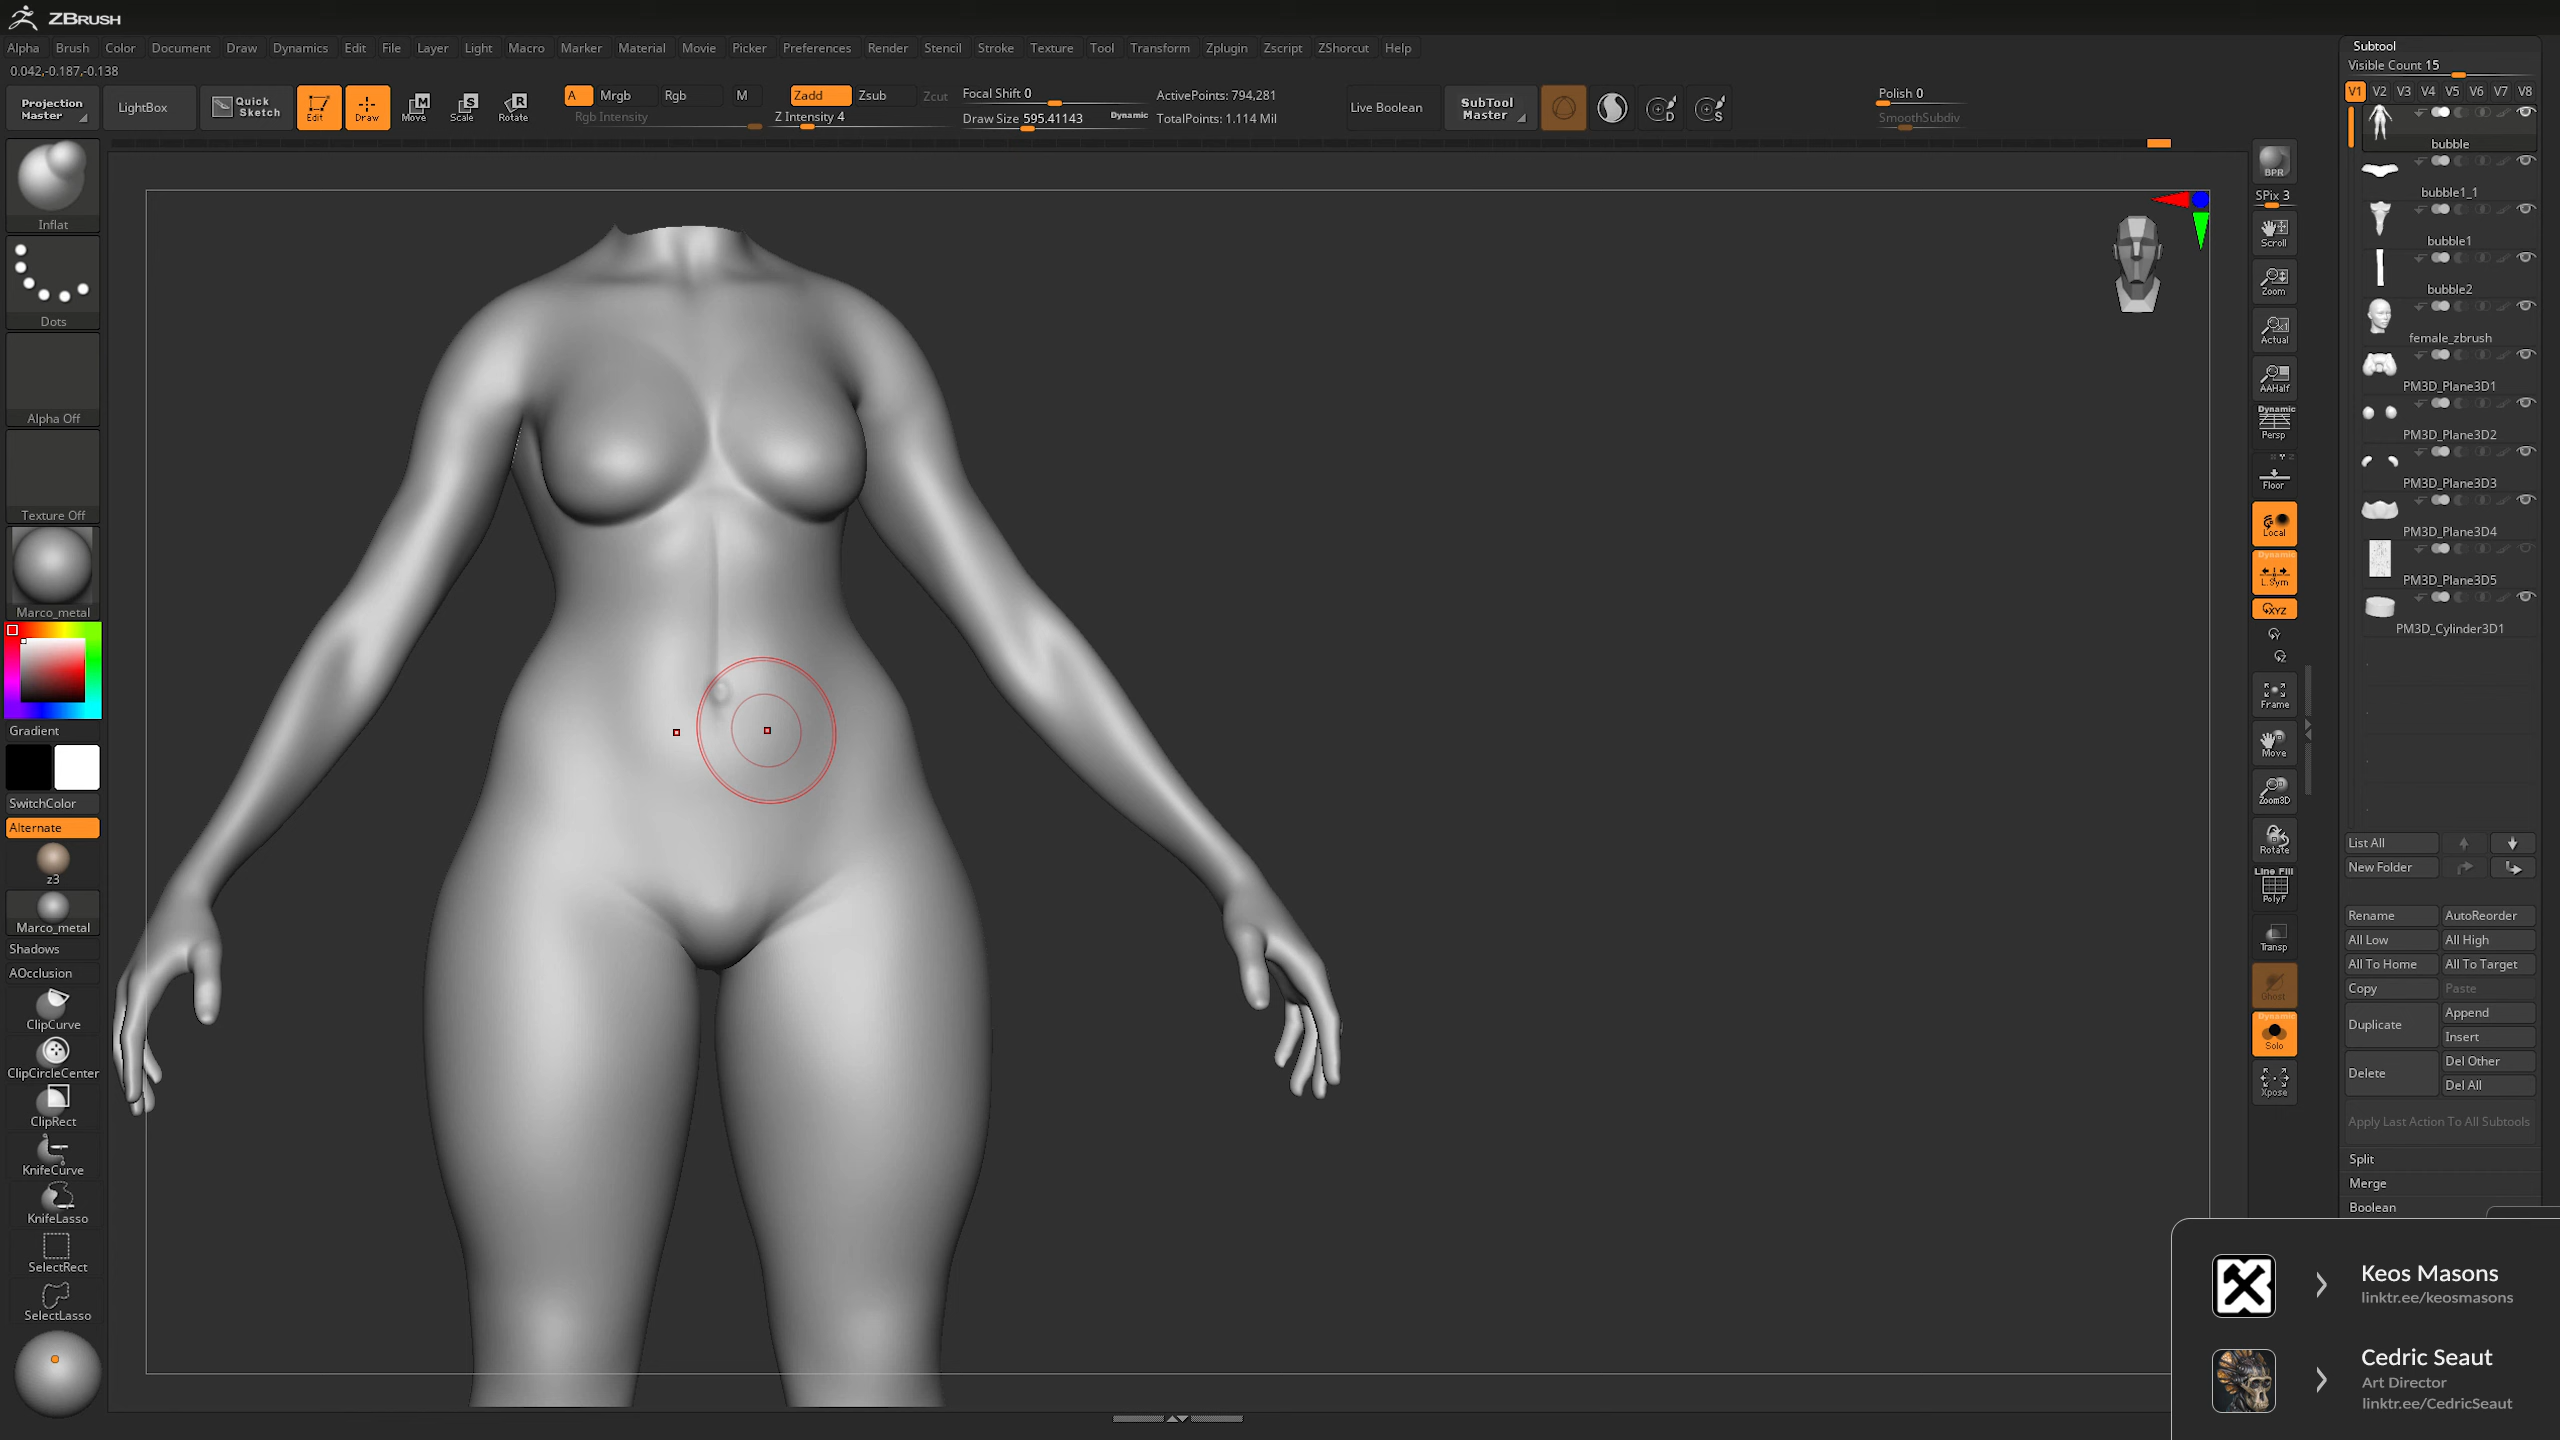 ZBRUSH
Alpha Brush Color Document Draw Dynamics Edit File Layer Light Macro Marker Material Movie Picker Preferences Render Stencil Stroke Texture Tool Transform Zplugin Zscript ZShorcut Help
0.042,-0.187,-0.138
Projection Master
LightBox
Quick Sketch
Edit
Draw
Move
Scale
Rotate
A Mrgb Rgb M
Rgb Intensity
Zadd Zsub Zcut
Z Intensity 4
Focal Shift 0
Draw Size 595.41143
Dynamic
ActivePoints: 794,281
TotalPoints: 1.114 Mil
Live Boolean
SubTool Master
D
S
Polish 0
SmoothSubdiv
Inflat
Dots
Alpha Off
Texture Off
Marco_metal
Gradient
SwitchColor
Alternate
z3
Marco_metal
Shadows
AOcclusion
ClipCurve
ClipCircleCenter
ClipRect
KnifeCurve
KnifeLasso
SelectRect
SelectLasso
BPR
SPix 3
Scroll
Zoom
Actual
AAHalf
Dynamic
Persp
Floor
Local
Dynamic
L.Sym
XYZ
Y
Z
Frame
Move
Zoom3D
Rotate
Line Fill
PolyF
Transp
Ghost
Dynamic
Solo
Xpose
Subtool
Visible Count 15
V1 V2 V3 V4 V5 V6 V7 V8
bubble
bubble1_1
bubble1
bubble2
female_zbrush
PM3D_Plane3D1
PM3D_Plane3D2
PM3D_Plane3D3
PM3D_Plane3D4
PM3D_Plane3D5
PM3D_Cylinder3D1
List All
New Folder
Rename AutoReorder
All Low All High
All To Home All To Target
Copy Paste
Duplicate Append
Insert
Delete Del Other
Del All
Apply Last Action To All Subtools
Split
Merge
Boolean
Keos Masons
linktr.ee/keosmasons
Cedric Seaut
Art Director
linktr.ee/CedricSeaut